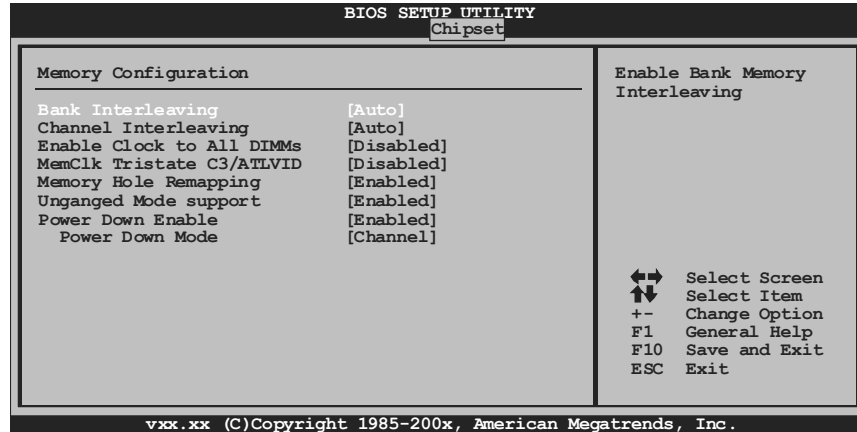 BIOS SETUP UTILITY
Chipset
Memory Configuration
Bank Interleaving [Auto]
Channel Interleaving [Auto]
Enable Clock to All DIMMs [Disabled]
MemClk Tristate C3/ATLVID [Disabled]
Memory Hole Remapping [Enabled]
Unganged Mode support [Enabled]
Power Down Enable [Enabled]
Power Down Mode [Channel]
Enable Bank Memory
Interleaving
Select Screen
Select Item
+- Change Option
F1 General Help
F10 Save and Exit
ESC Exit
vxx.xx (C)Copyright 1985-200x, American Megatrends, Inc.